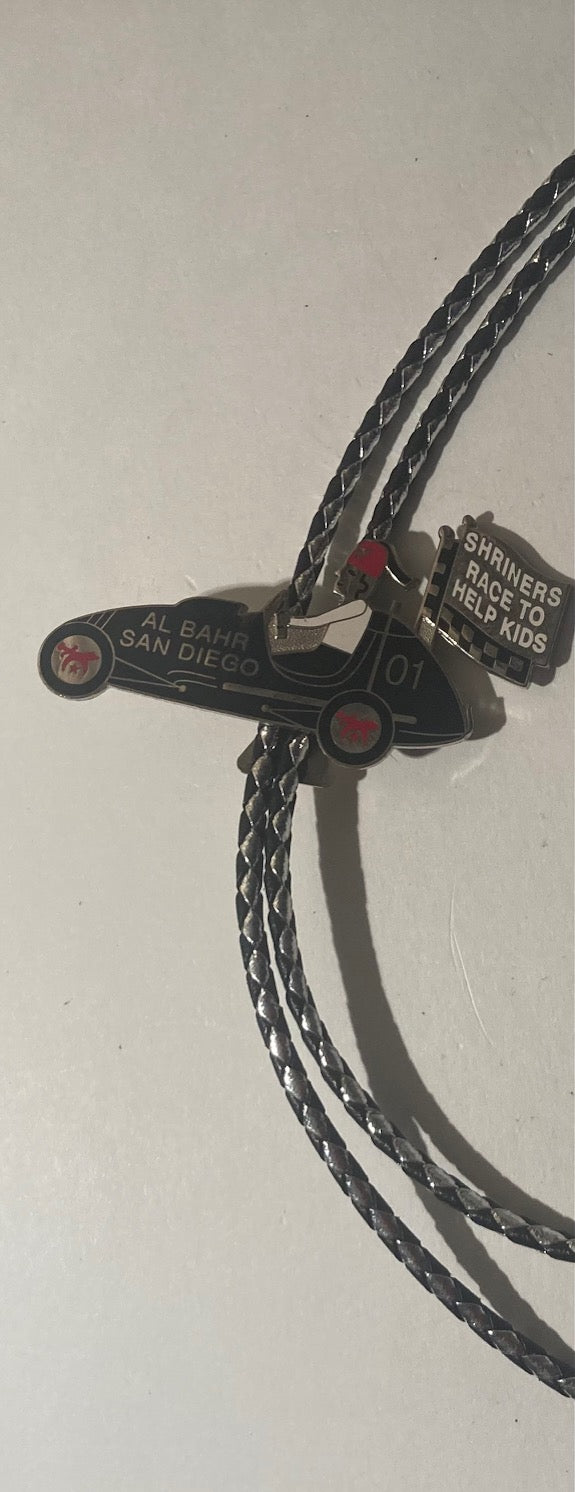 AL BAHR
SAN DIEGO
01
SHRINERS
RACE TO
HELP KIDS